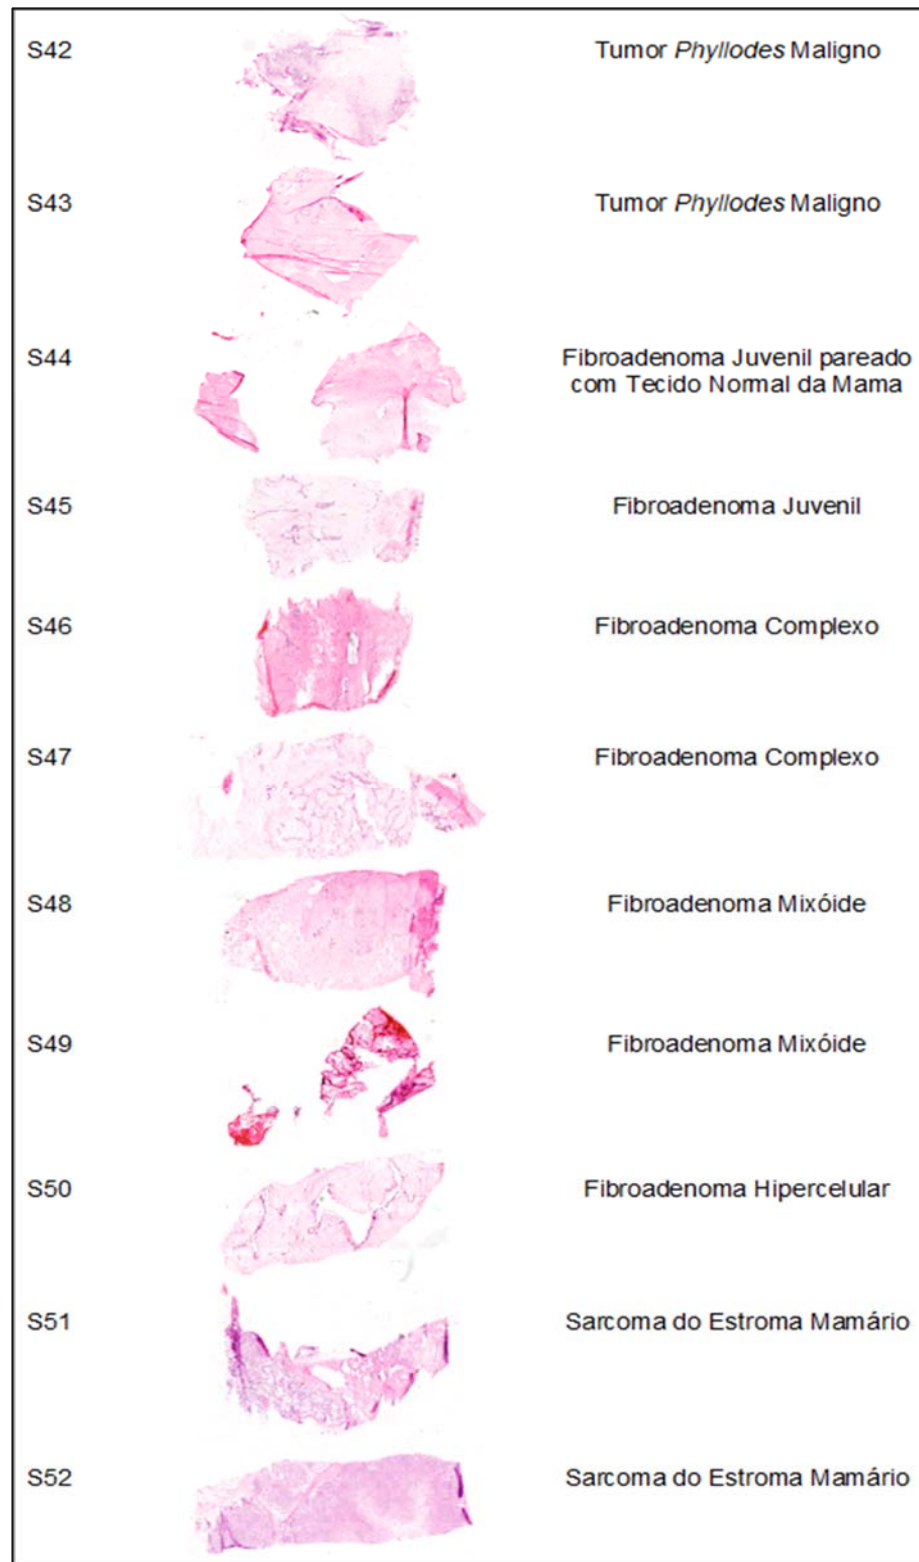 S42 Tumor Phyllodes Maligno
S43 Tumor Phyllodes Maligno
S44 Fibroadenoma Juvenil pareado
com Tecido Normal da Mama
S45 Fibroadenoma Juvenil
S46 Fibroadenoma Complexo
S47 Fibroadenoma Complexo
S48 Fibroadenoma Mixóide
S49 Fibroadenoma Mixóide
S50 Fibroadenoma Hipercelular
S51 Sarcoma do Estroma Mamário
S52 Sarcoma do Estroma Mamário